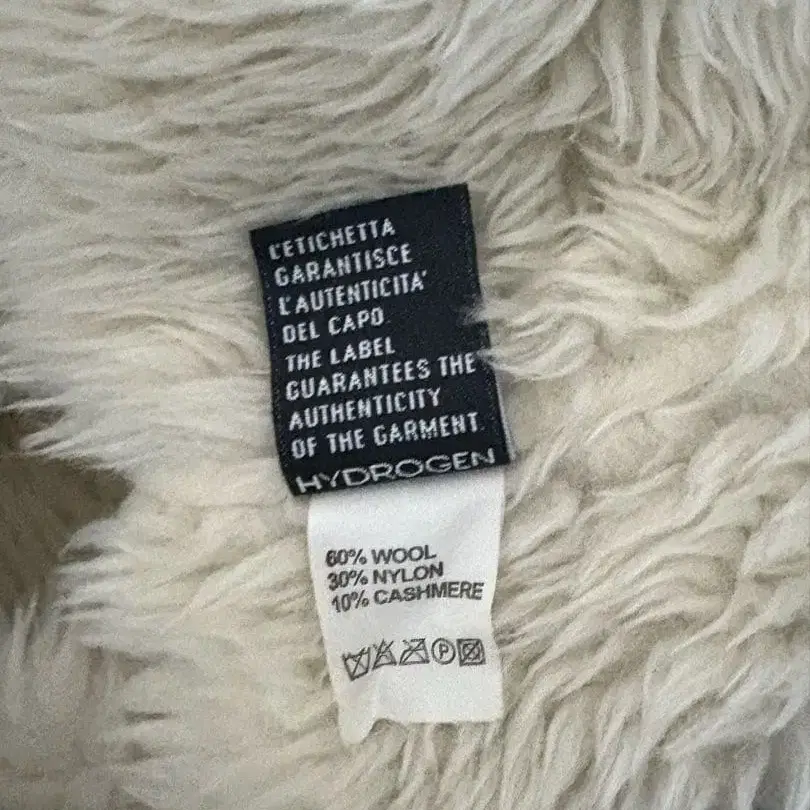 L'ETICHETTA
GARANTISCE
L'AUTENTICITA'
DEL CAPO
THE LABEL
GUARANTEES THE
AUTHENTICITY
OF THE GARMENT
HYDROGEN
60% WOOL
30% NYLON
10% CASHMERE
P